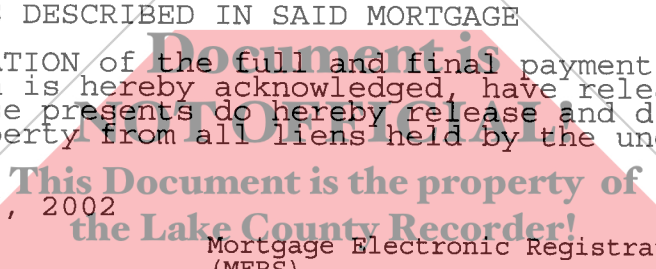 DESCRIBED IN SAID MORTGAGE
Document is
ATION of the full and final payment
is hereby acknowledged, have relea
e presents do hereby release and d
NOT OFFICIAL!
perty from all liens held by the un
This Document is the property of
, 2002
the Lake County Recorder!
Mortgage Electronic Registra
(MERS)